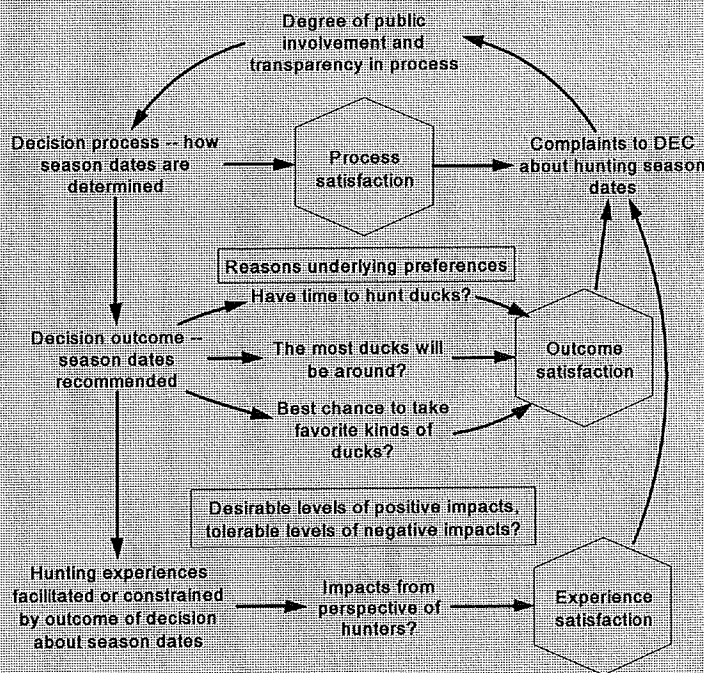 Degree of public
involvement and
transparency in process
Decision process -- how
season dates are
determined
Process
satisfaction
Complaints to DEC
about hunting season
dates
Reasons underlying preferences
Have time to hunt ducks?
Decision outcome --
season dates
recommended
The most ducks will
be around?
Outcome
satisfaction
Best chance to take
favorite kinds of
ducks?
Desirable levels of positive impacts,
tolerable levels of negative impacts?
Hunting experiences
facilitated or constrained
by outcome of decision
about season dates
Impacts from
perspective of
hunters?
Experience
satisfaction